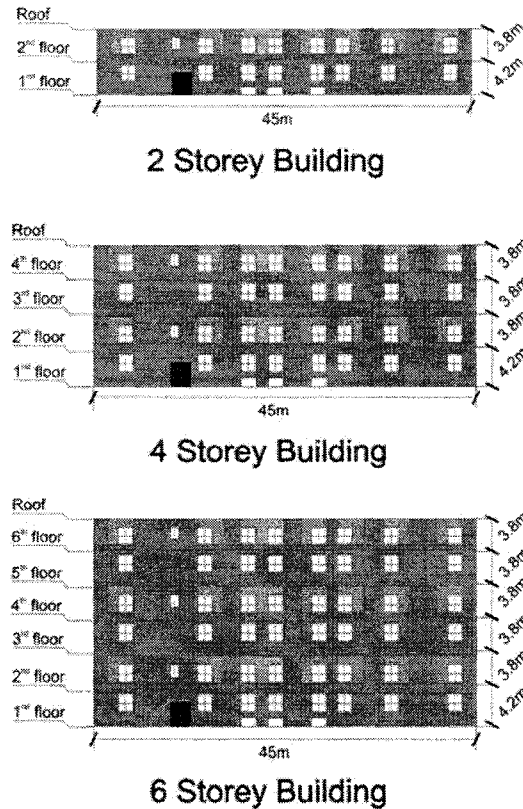 Roof
2nd floor
1st floor
3.8m
4.2m
45m
2 Storey Building
Roof
4th floor
3rd floor
2nd floor
1st floor
3.8m
3.8m
3.8m
4.2m
45m
4 Storey Building
Roof
6th floor
5th floor
4th floor
3rd floor
2nd floor
1st floor
3.8m
3.8m
3.8m
3.8m
3.8m
4.2m
45m
6 Storey Building